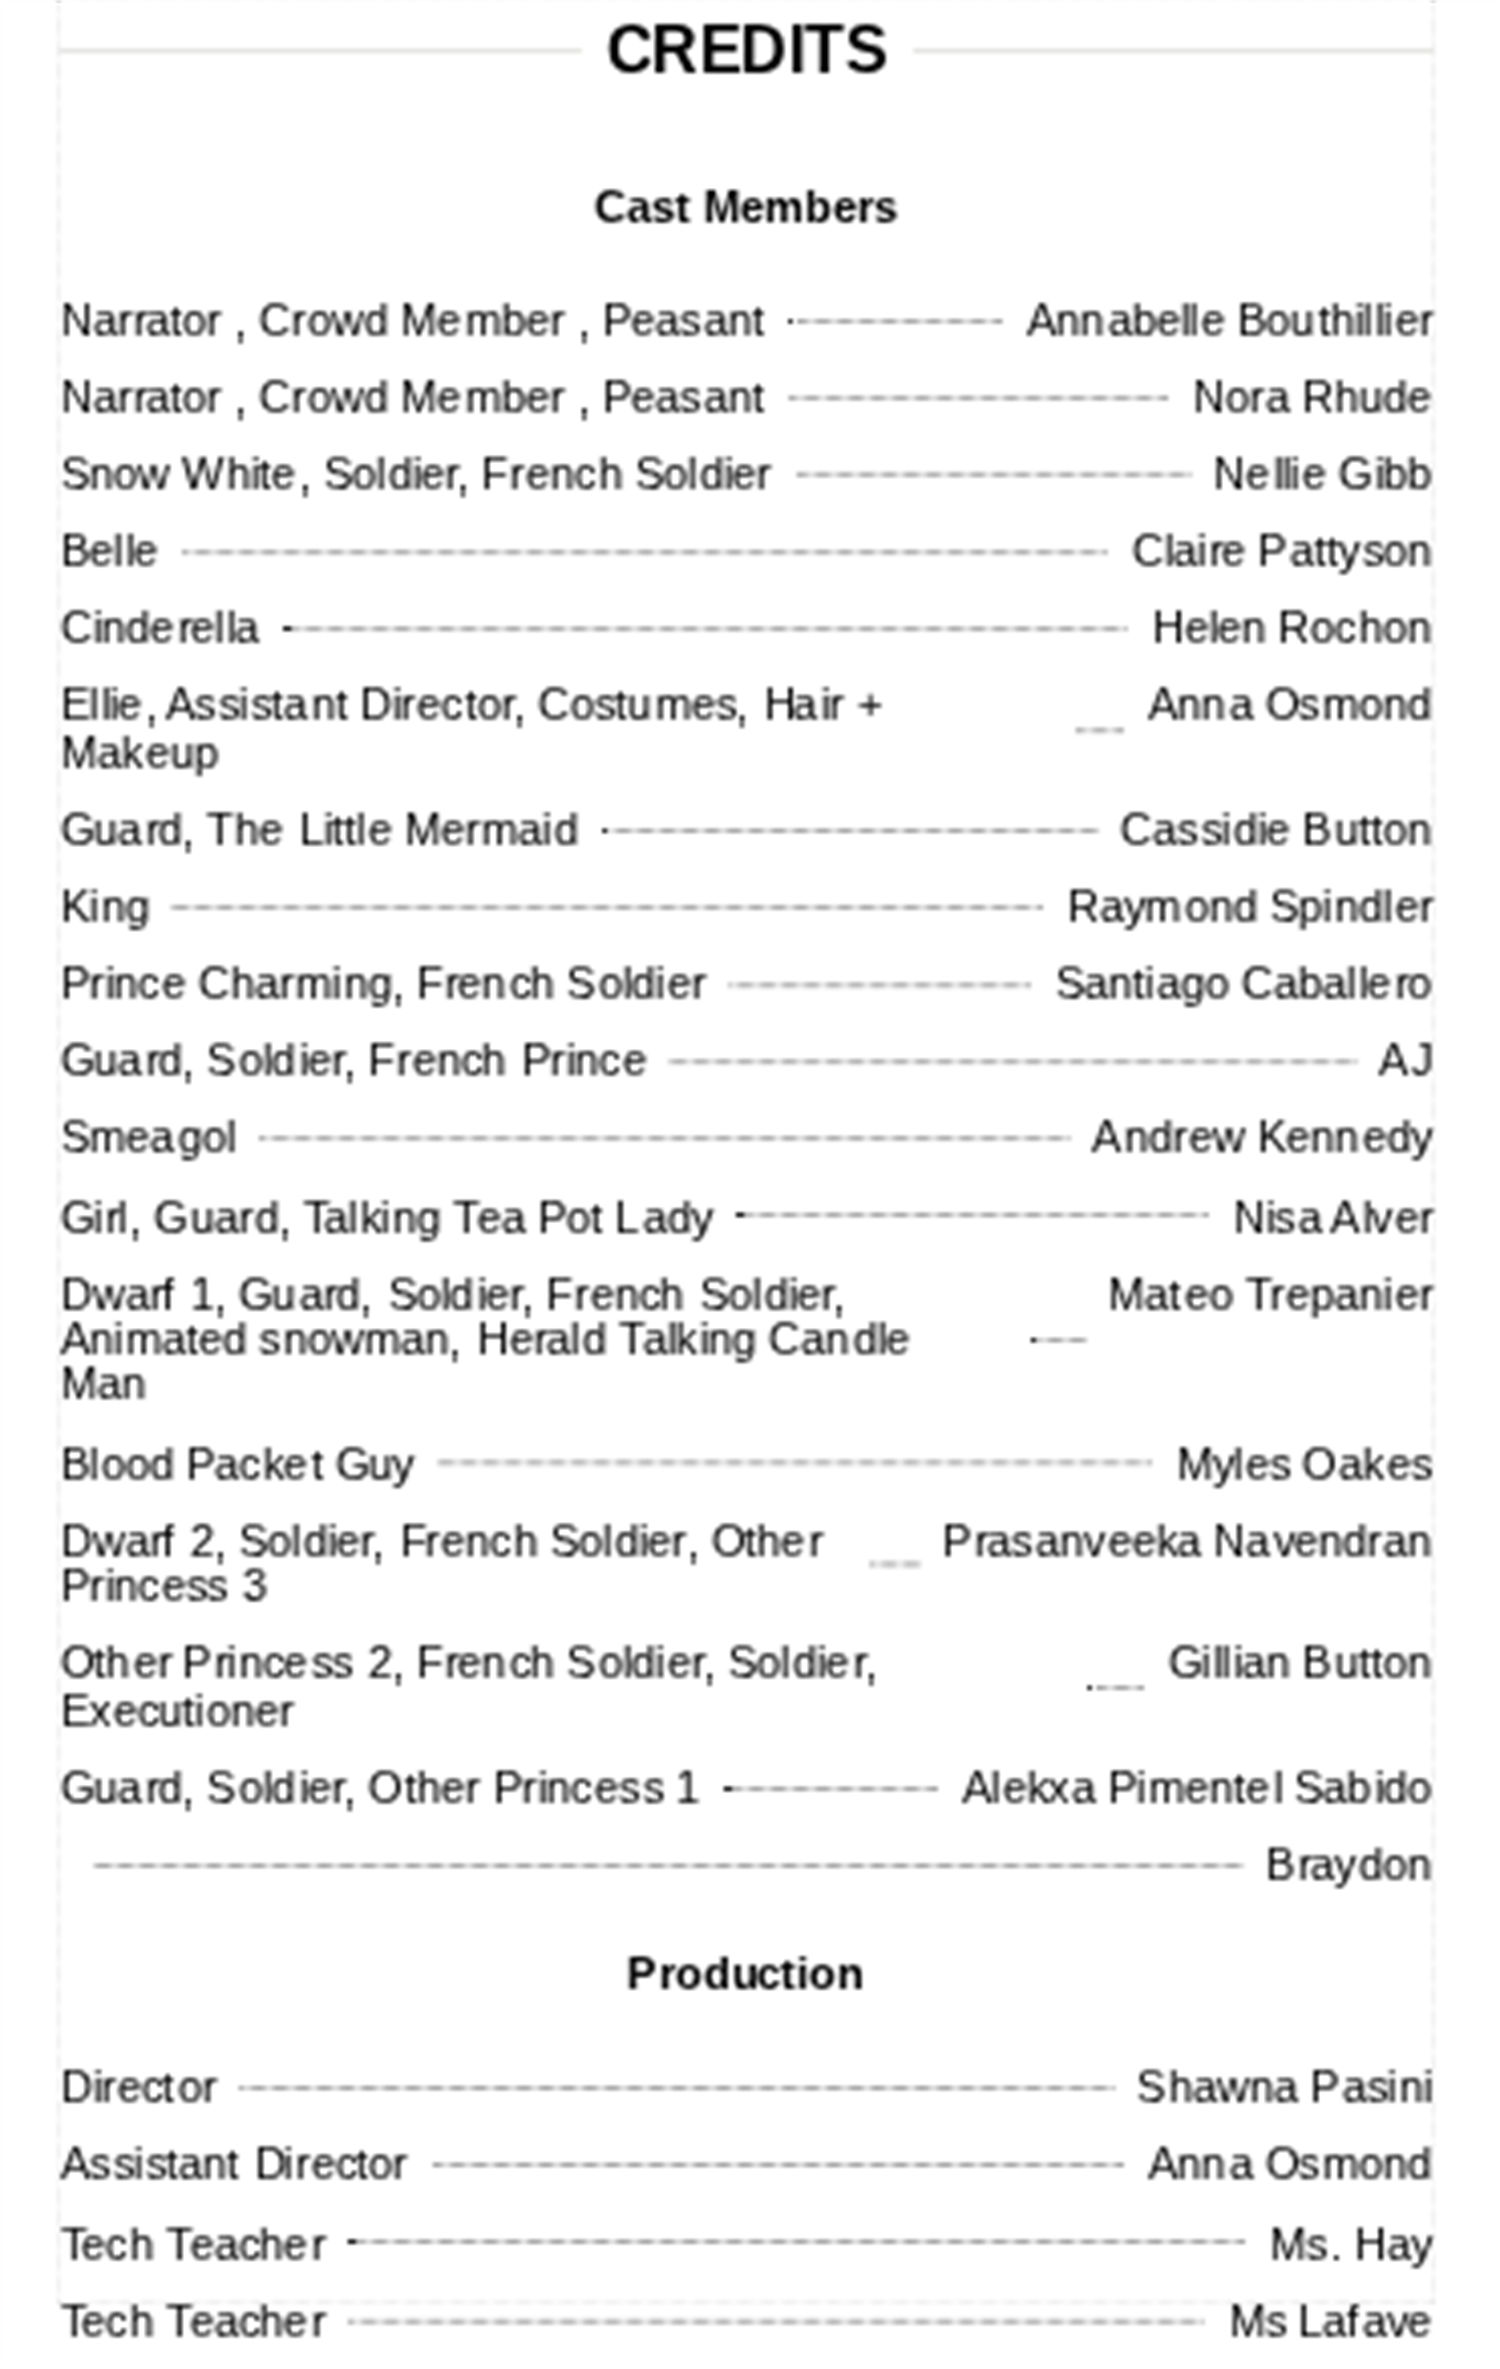 CREDITS
Cast Members
Narrator , Crowd Member , Peasant Annabelle Bouthillier
Narrator , Crowd Member , Peasant Nora Rhude
Snow White, Soldier, French Soldier Nellie Gibb
Belle Claire Pattyson
Cinderella Helen Rochon
Ellie, Assistant Director, Costumes, Hair + Anna Osmond
Makeup
Guard, The Little Mermaid Cassidie Button
King Raymond Spindler
Prince Charming, French Soldier Santiago Caballero
Guard, Soldier, French Prince AJ
Smeagol Andrew Kennedy
Girl, Guard, Talking Tea Pot Lady Nisa Alver
Dwarf 1, Guard, Soldier, French Soldier, Mateo Trepanier
Animated snowman, Herald Talking Candle
Man
Blood Packet Guy Myles Oakes
Dwarf 2, Soldier, French Soldier, Other Prasanveeka Navendran
Princess 3
Other Princess 2, French Soldier, Soldier, Gillian Button
Executioner
Guard, Soldier, Other Princess 1 Alekxa Pimentel Sabido
Braydon
Production
Director Shawna Pasini
Assistant Director Anna Osmond
Tech Teacher Ms. Hay
Tech Teacher Ms Lafave